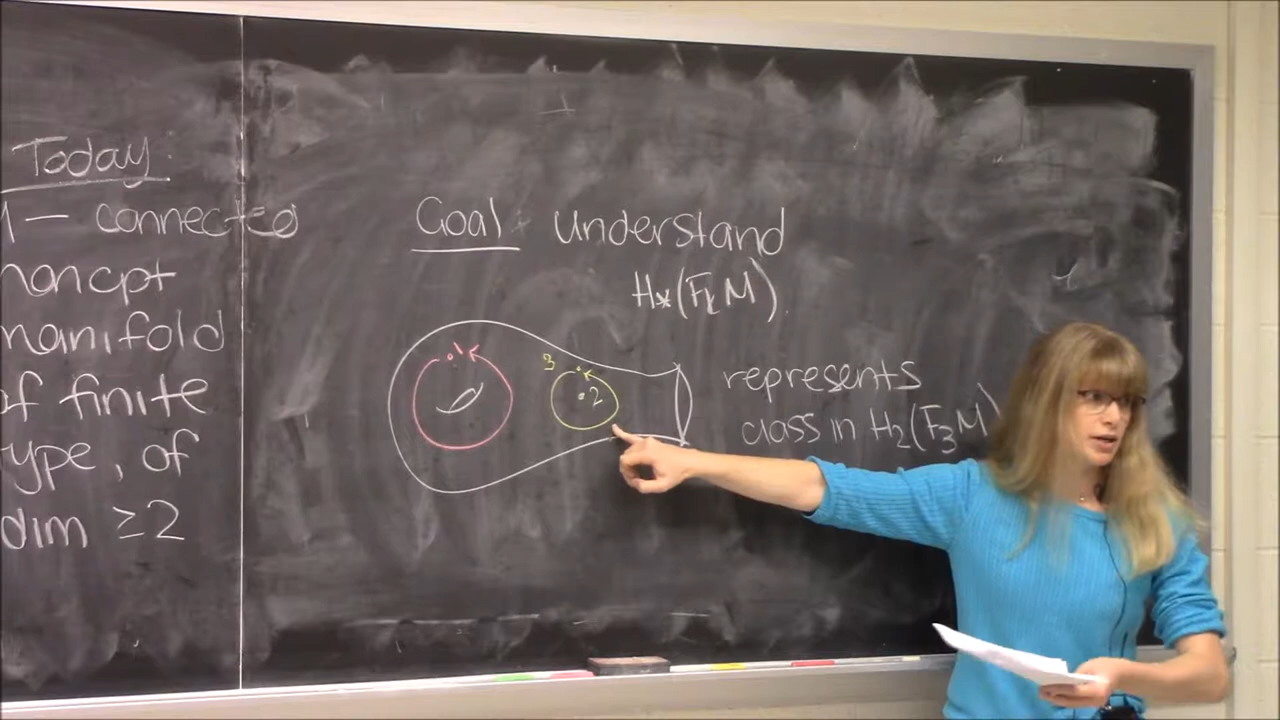 Today:
M — connected
noncpt
manifold
of finite
type, of
dim ≥2
Goal: understand
H*(FkM).
1
3
2
represents
class in H2(F3M)